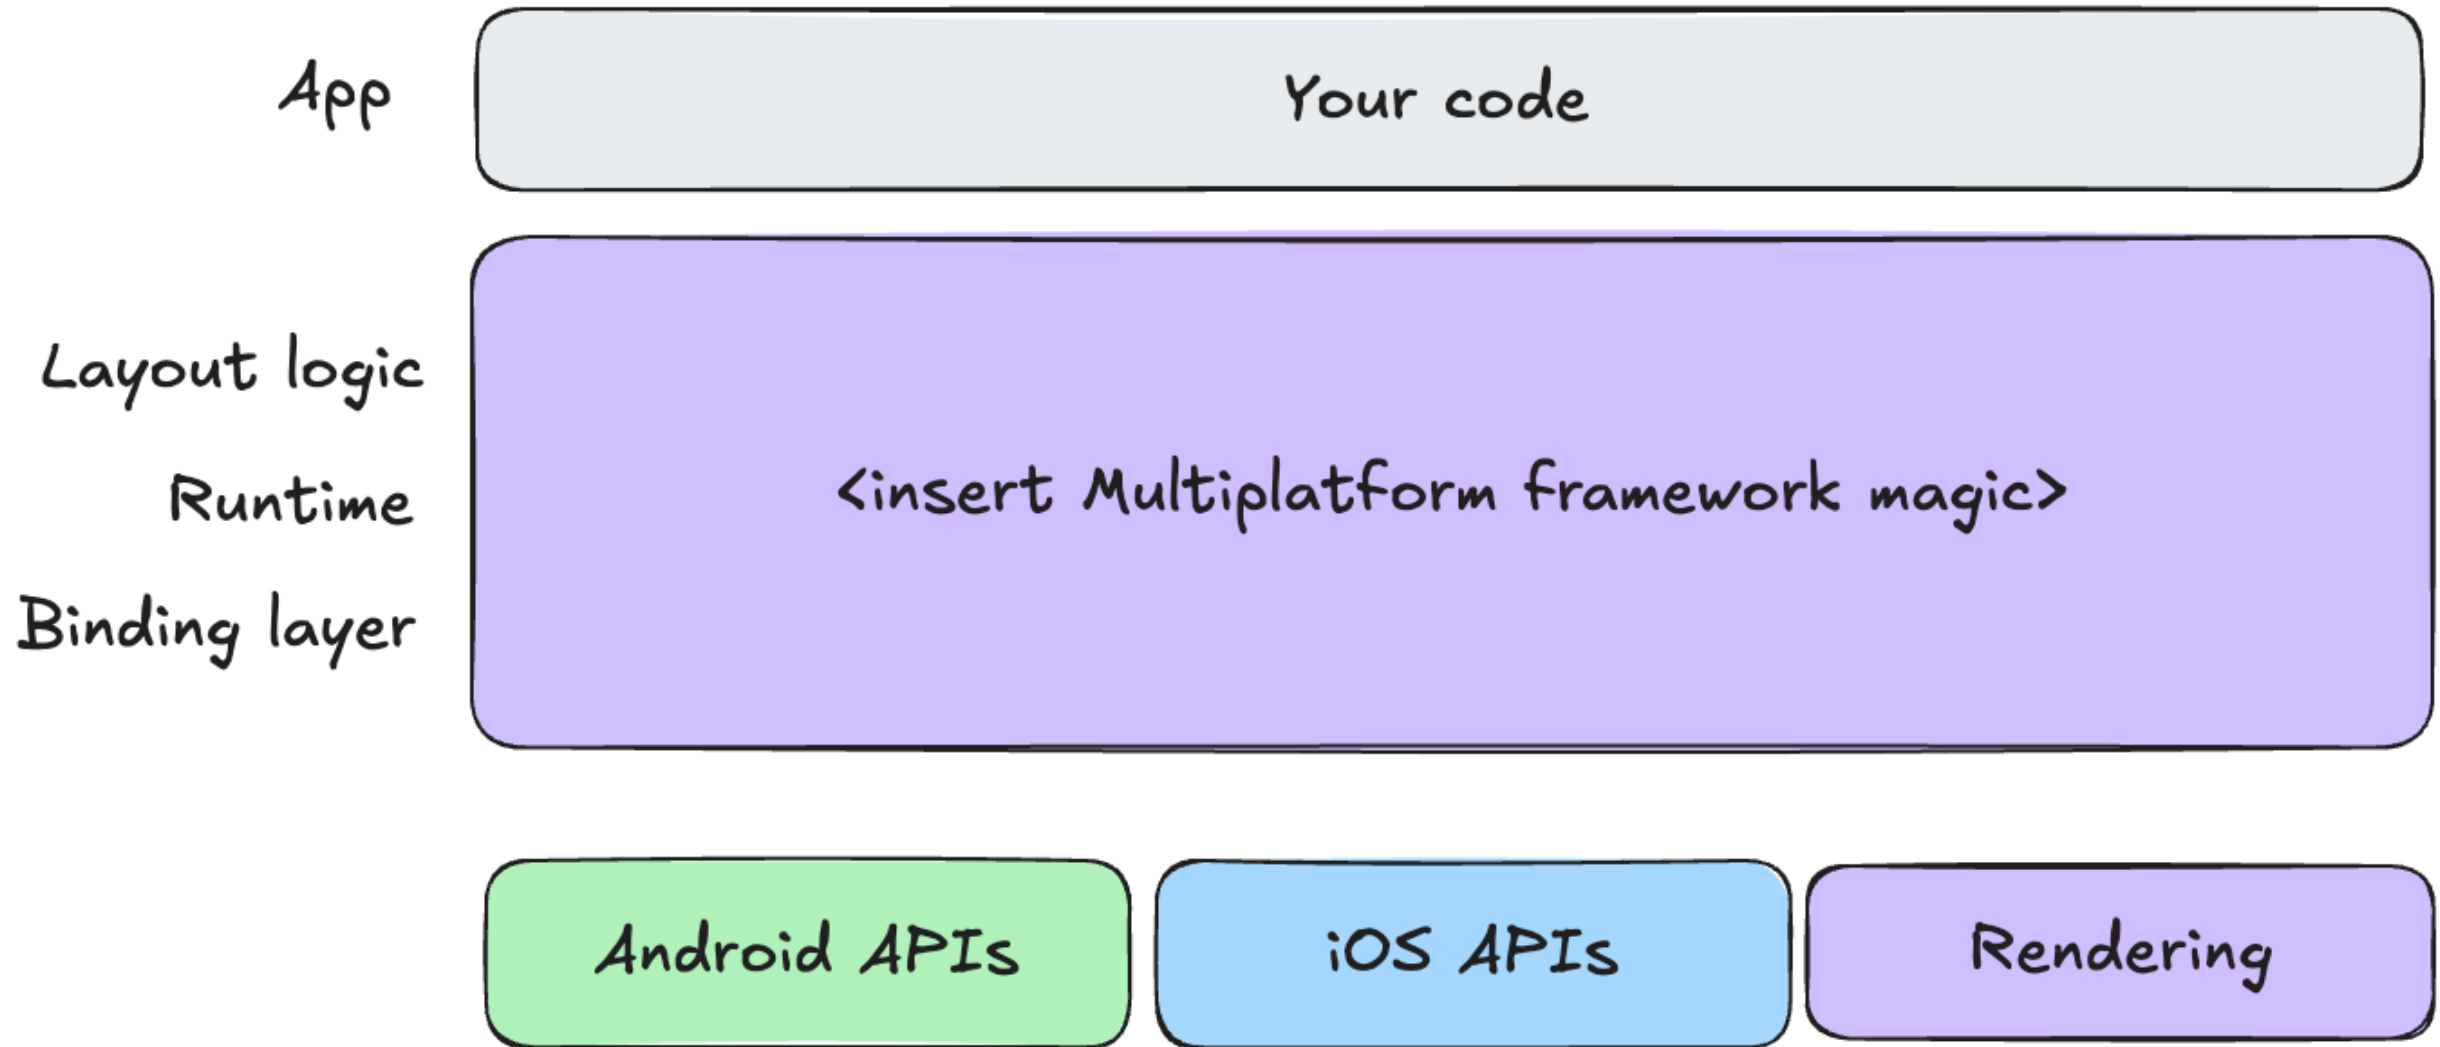 App
Your code
Layout logic
Runtime
<insert Multiplatform framework magic>
Binding layer
Android APIs
iOS APIs
Rendering